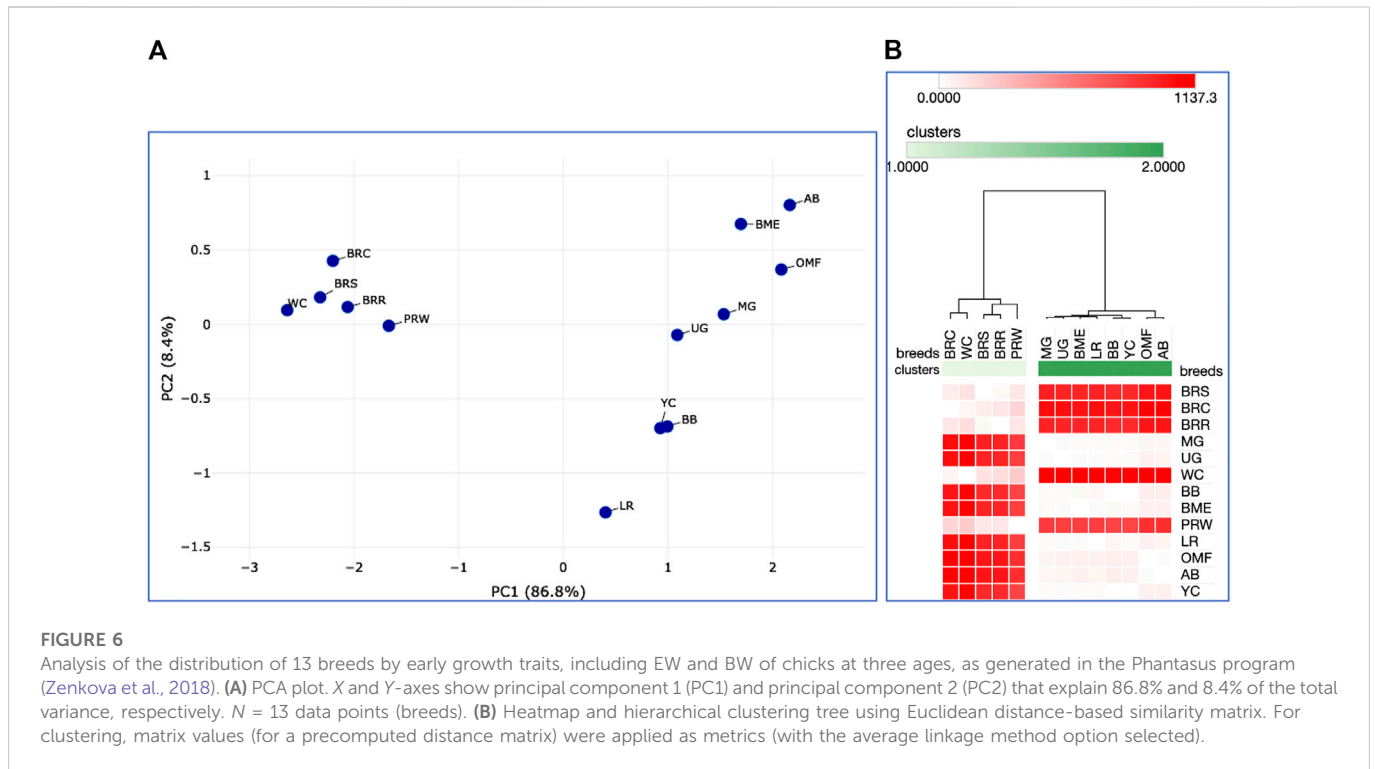 A
B
1
0.5
0
−0.5
−1
−1.5
PC2 (8.4%)
−3
−2
−1
0
1
2
PC1 (86.8%)
AB
BME
OMF
BRC
BRS
WC
BRR
PRW
MG
UG
YC
BB
LR
0.0000 1137.3
clusters
1.0000 2.0000
BRC WC BRS BRR PRW MG UG BME LR BB YC OMF AB
breeds
clusters breeds
BRS
BRC
BRR
MG
UG
WC
BB
BME
PRW
LR
OMF
AB
YC
FIGURE 6
Analysis of the distribution of 13 breeds by early growth traits, including EW and BW of chicks at three ages, as generated in the Phantasus program
(Zenkova et al., 2018). (A) PCA plot. X and Y-axes show principal component 1 (PC1) and principal component 2 (PC2) that explain 86.8% and 8.4% of the total
variance, respectively. N = 13 data points (breeds). (B) Heatmap and hierarchical clustering tree using Euclidean distance-based similarity matrix. For
clustering, matrix values (for a precomputed distance matrix) were applied as metrics (with the average linkage method option selected).